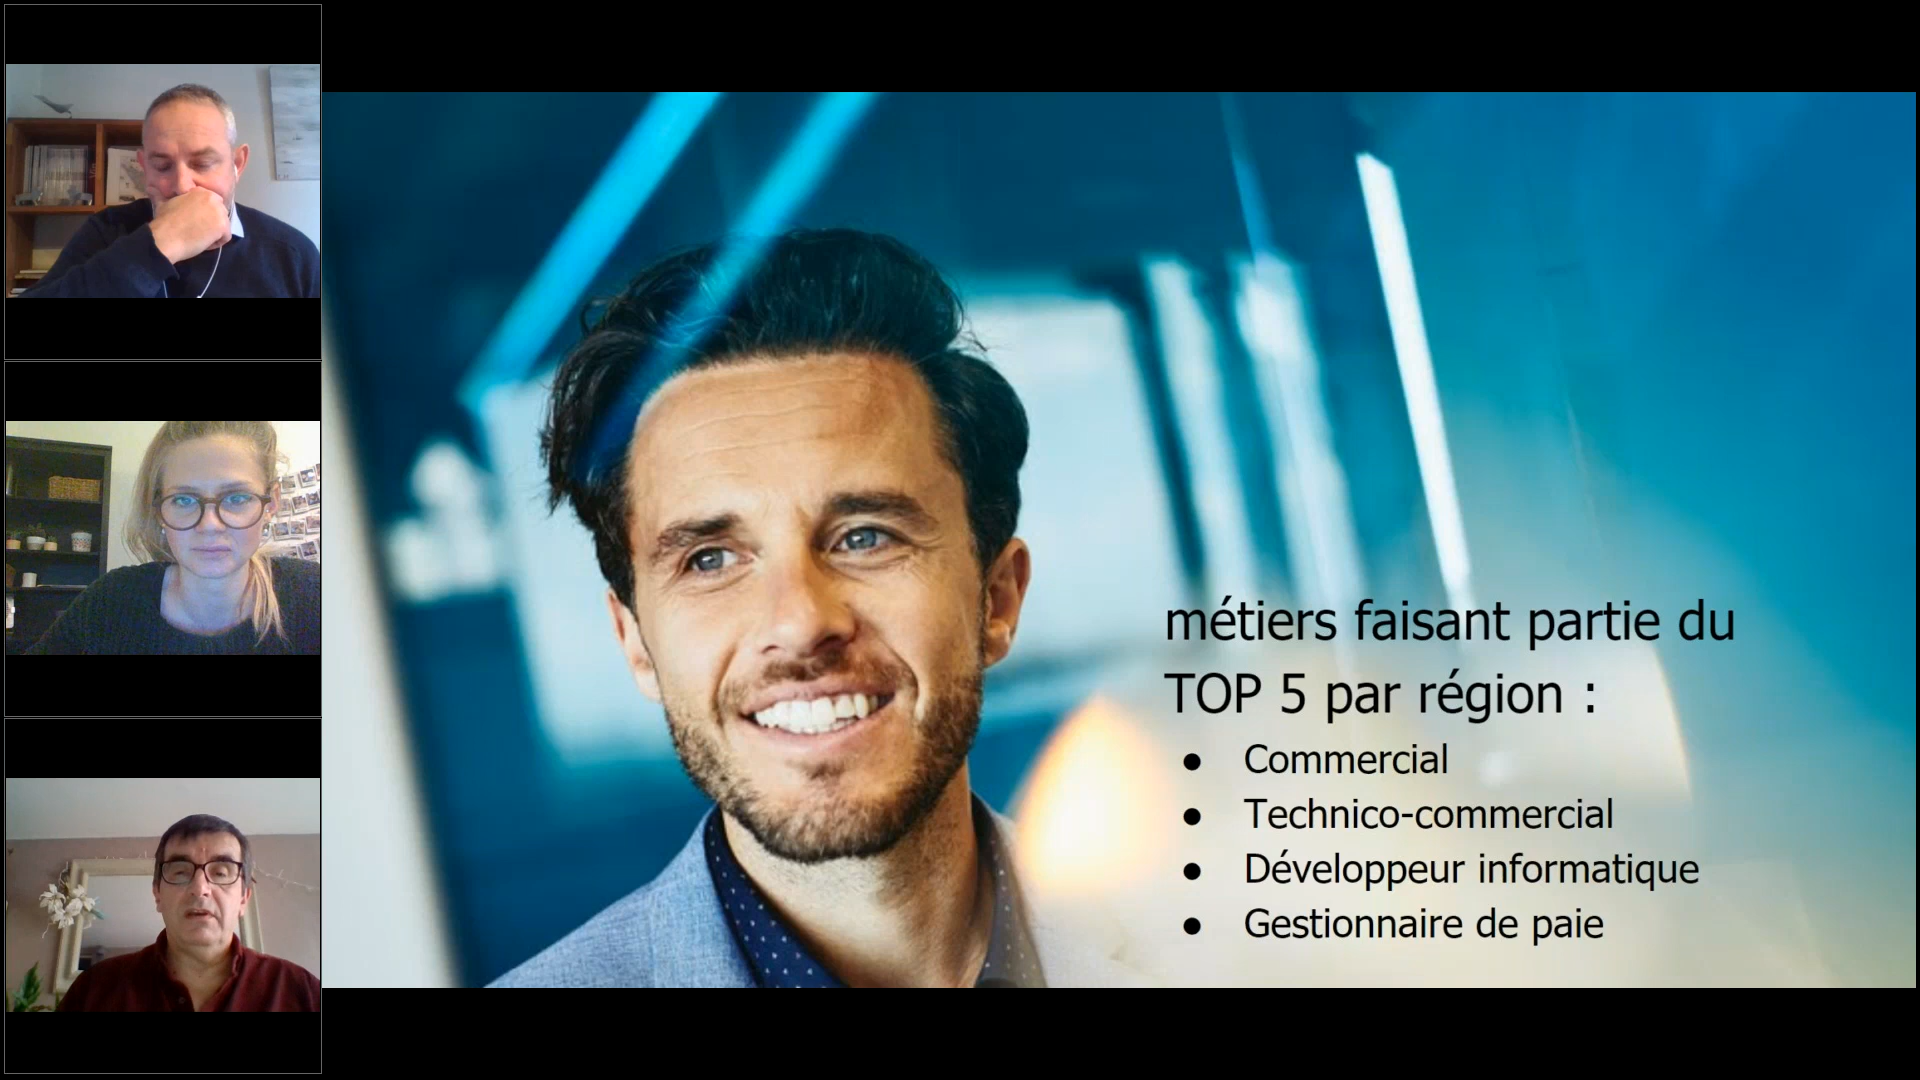 métiers faisant partie du
TOP 5 par région :
● Commercial
● Technico-commercial
● Développeur informatique
● Gestionnaire de paie